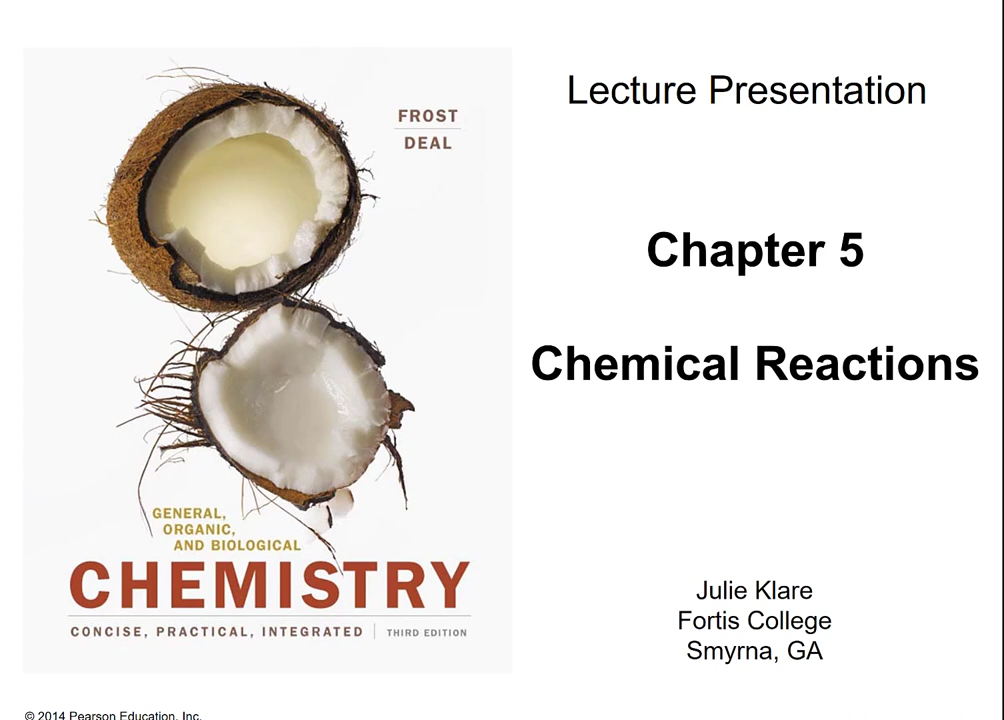 Lecture Presentation
Chapter 5
Chemical Reactions
FROST
DEAL
GENERAL,
ORGANIC,
AND BIOLOGICAL
CHEMISTRY
CONCISE, PRACTICAL, INTEGRATED | THIRD EDITION
Julie Klare
Fortis College
Smyrna, GA
© 2014 Pearson Education, Inc.